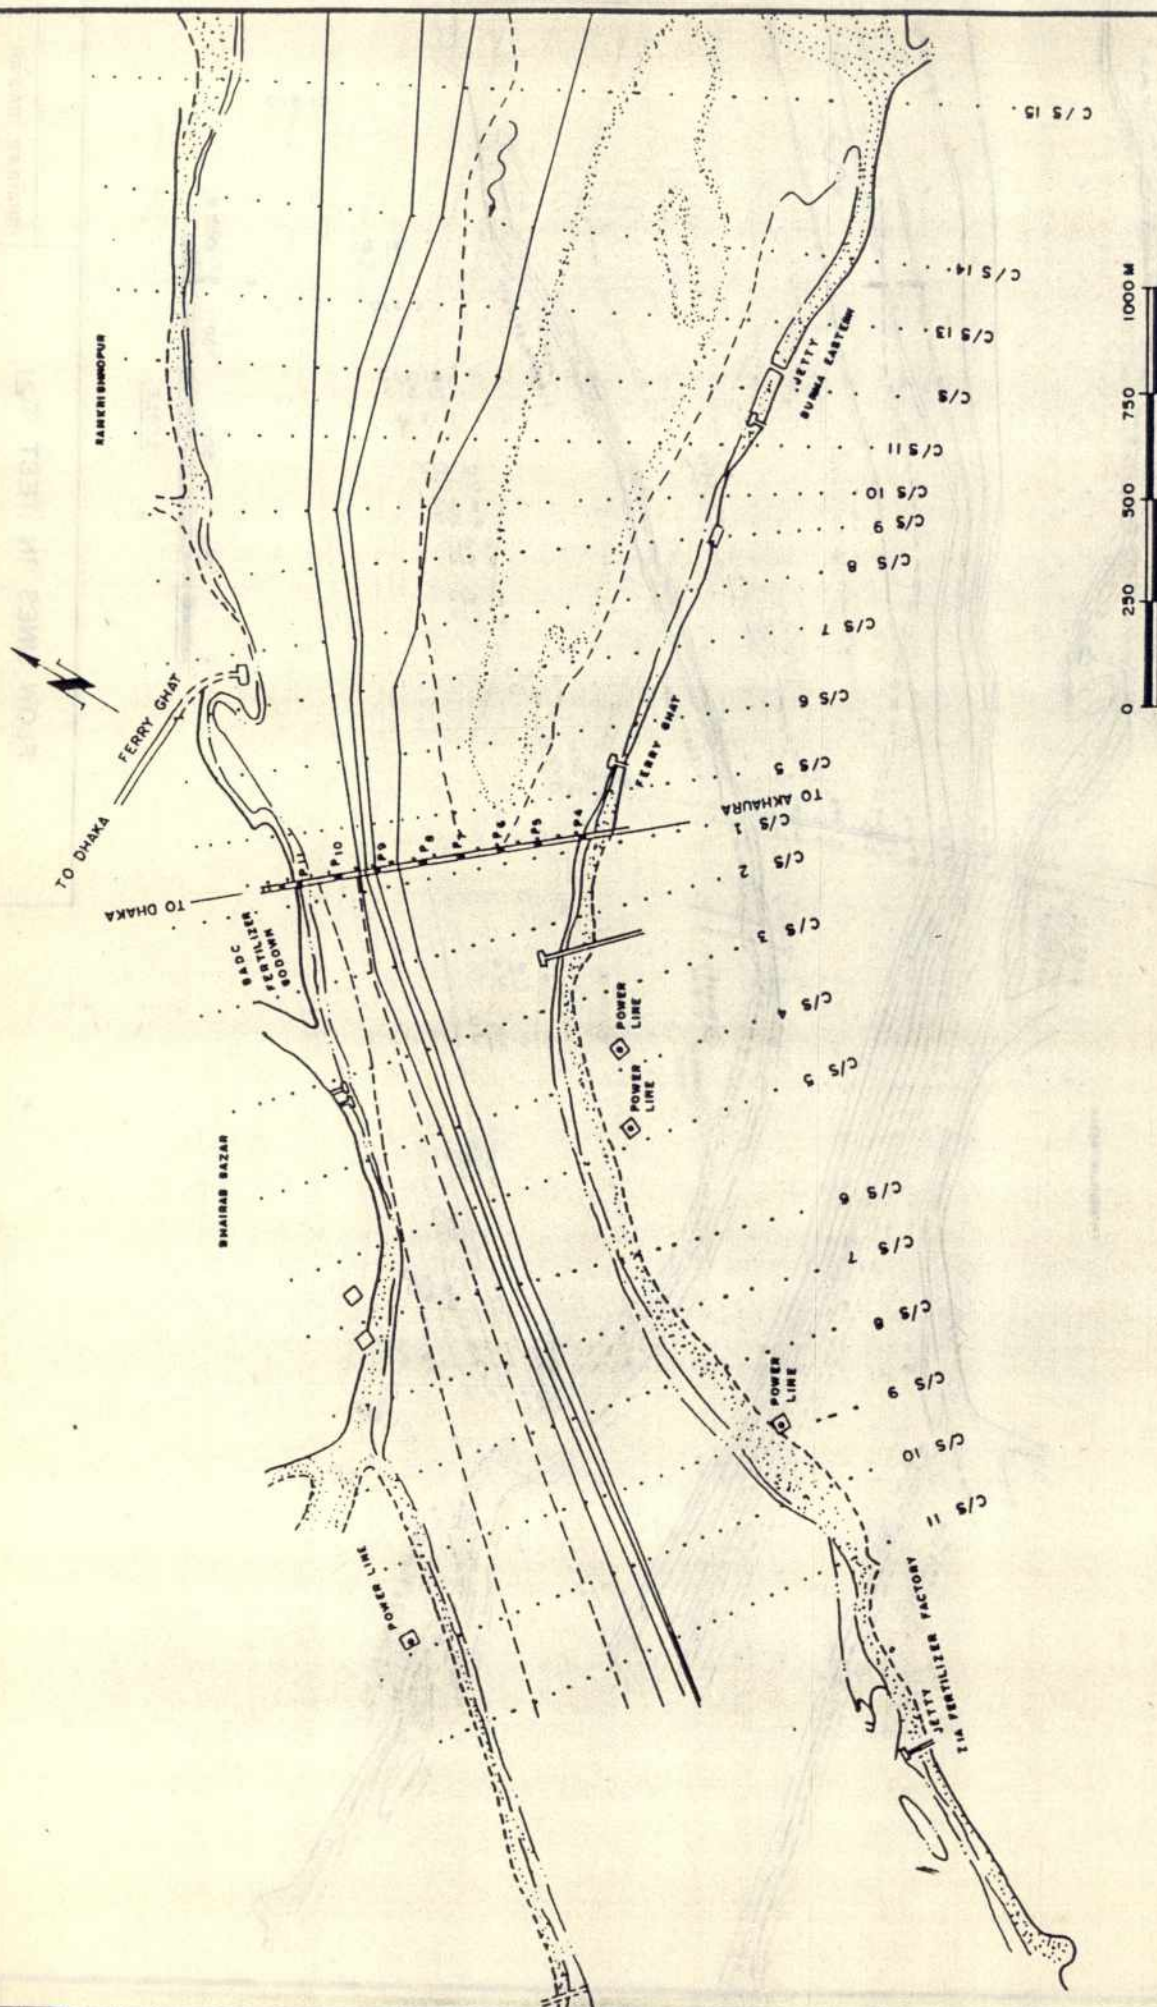 C/S 15
C/S 14
C/S 13
C/S
C/S 11
C/S 10
C/S 9
C/S 8
C/S 7
C/S 6
C/S 5
TO AKHAURA
C/S 1
C/S 2
C/S 3
C/S 4
C/S 5
C/S 6
C/S 7
C/S 8
C/S 9
C/S 10
C/S 11
RAMKRISHNOPUR
JETTY
BURMA EASTERN
1000 M
750
500
250
0
N
FERRY GHAT
TO DHAKA
FERRY GHAT
P11
P10
P9
P8
P7
P6
P5
P4
TO DHAKA
BADC
FERTILIZER
GODOWN
POWER
LINE
POWER
LINE
BHAIRAB BAZAR
POWER
LINE
POWER LINE
JETTY
ZIA FERTILIZER FACTORY